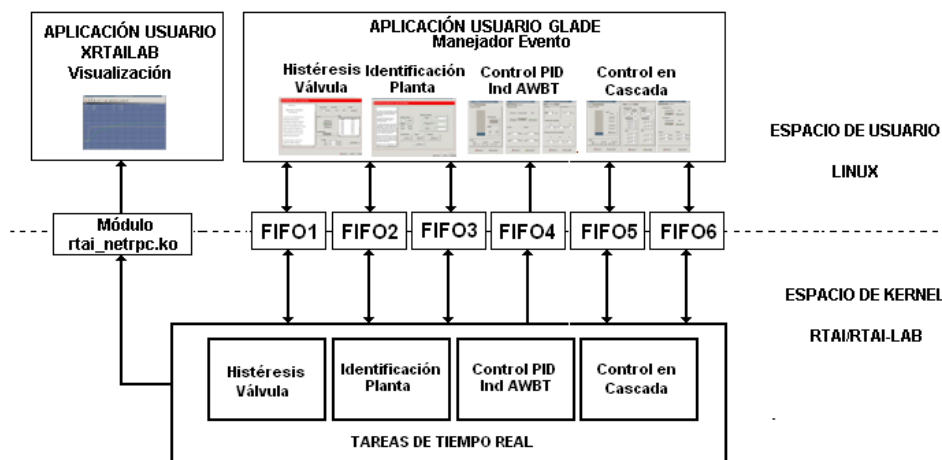 APLICACIÓN USUARIO
XRTAILAB
Visualización
APLICACIÓN USUARIO GLADE
Manejador Evento
Histéresis
Válvula
Identificación
Planta
Control PID
Ind AWBT
Control en
Cascada
ESPACIO DE USUARIO
LINUX
Módulo
rtai_netrpc.ko
FIFO1
FIFO2
FIFO3
FIFO4
FIFO5
FIFO6
ESPACIO DE KERNEL
RTAI/RTAI-LAB
Histéresis
Válvula
Identificación
Planta
Control PID
Ind AWBT
Control en
Cascada
TAREAS DE TIEMPO REAL